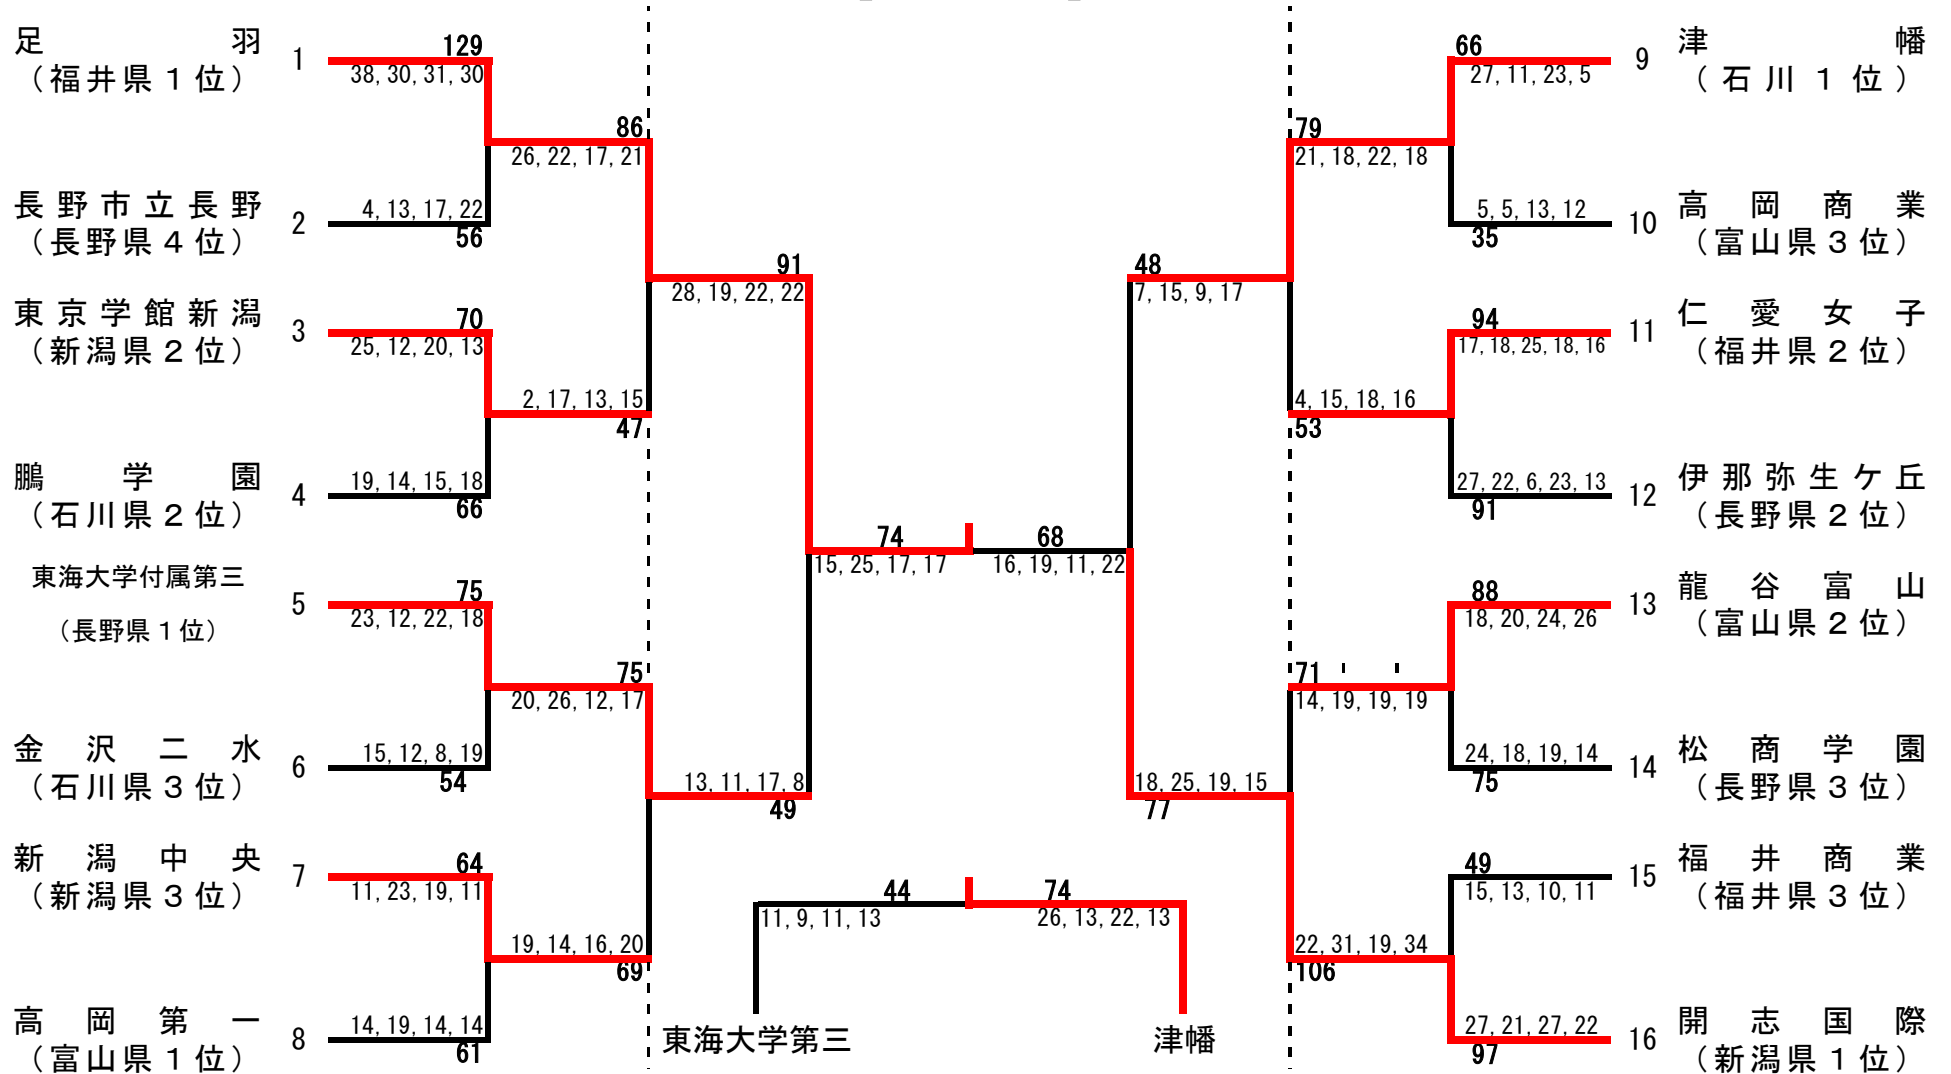 足羽
（福井県１位）
1
129
38, 30, 31, 30
長野市立長野
（長野県４位）
2
4, 13, 17, 22
56
86
26, 22, 17, 21
東京学館新潟
（新潟県２位）
3
70
25, 12, 20, 13
鵬学園
（石川県２位）
4
19, 14, 15, 18
66
2, 17, 13, 15
47
91
28, 19, 22, 22
東海大学付属第三
（長野県１位）
5
75
23, 12, 22, 18
金沢二水
（石川県３位）
6
15, 12, 8, 19
54
75
20, 26, 12, 17
新潟中央
（新潟県３位）
7
64
11, 23, 19, 11
高岡第一
（富山県１位）
8
14, 19, 14, 14
61
19, 14, 16, 20
69
13, 11, 17, 8
49
74
15, 25, 17, 17
68
16, 19, 11, 22
44
11, 9, 11, 13
74
26, 13, 22, 13
東海大学第三
津幡
48
7, 15, 9, 17
18, 25, 19, 15
77
79
21, 18, 22, 18
66
27, 11, 23, 5
9
津幡
（石川１位）
5, 5, 13, 12
35
10
高岡商業
（富山県３位）
4, 15, 18, 16
53
94
17, 18, 25, 18, 16
11
仁愛女子
（福井県２位）
27, 22, 6, 23, 13
91
12
伊那弥生ケ丘
（長野県２位）
71
14, 19, 19, 19
88
18, 20, 24, 26
13
龍谷富山
（富山県２位）
24, 18, 19, 14
75
14
松商学園
（長野県３位）
22, 31, 19, 34
106
49
15, 13, 10, 11
15
福井商業
（福井県３位）
27, 21, 27, 22
97
16
開志国際
（新潟県１位）